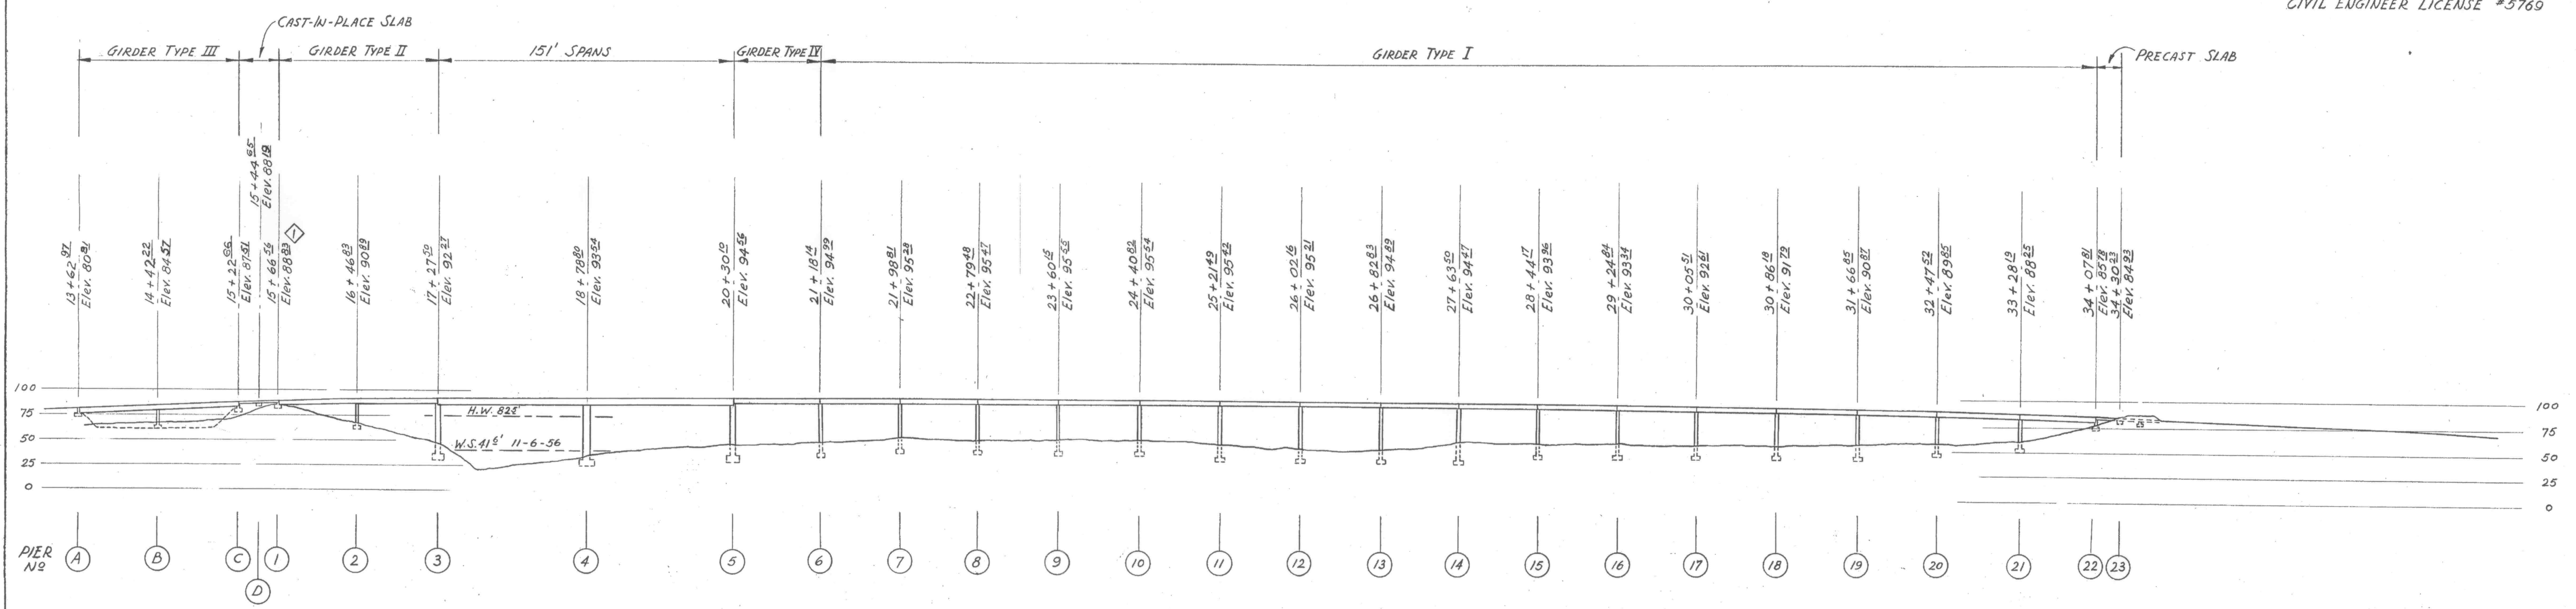 CIVIL ENGINEER LICENSE #5769
CAST-IN-PLACE SLAB
GIRDER TYPE III
GIRDER TYPE II
151' SPANS
GIRDER TYPE IV
GIRDER TYPE I
PRECAST SLAB
13+62 97
Elev. 80 81
14+42 22
Elev. 84 57
15+22 66
Elev. 87 51
15+44 65
Elev. 88 19
15+66 56
Elev. 88 83
1
16+46 83
Elev. 90 89
17+27 50
Elev. 92 27
18+78 80
Elev. 93 54
20+30 10
Elev. 94 56
21+18 14
Elev. 94 99
21+98 81
Elev. 95 28
22+79 48
Elev. 95 47
23+60 15
Elev. 95 55
24+40 82
Elev. 95 54
25+21 49
Elev. 95 42
26+02 16
Elev. 95 21
26+82 83
Elev. 94 89
27+63 50
Elev. 94 47
28+44 17
Elev. 93 96
29+24 84
Elev. 93 34
30+05 51
Elev. 92 61
30+86 18
Elev. 91 79
31+66 85
Elev. 90 87
32+47 52
Elev. 89 85
33+28 19
Elev. 88 25
34+07 81
Elev. 85 78
34+30 23
Elev. 84 93
100
75
50
25
0
H.W. 82 5'
W.S. 41 6' 11-6-56
100
75
50
25
0
PIER Nº
A
B
C
D
1
2
3
4
5
6
7
8
9
10
11
12
13
14
15
16
17
18
19
20
21
22
23